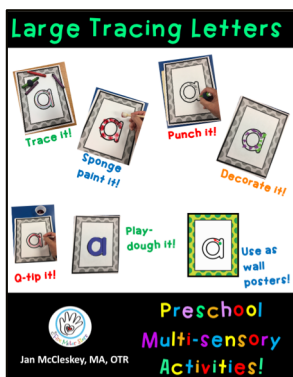 Large Tracing Letters
Trace it!
Sponge
paint it!
Punch it!
Decorate it!
Q-tip it!
Play-
dough it!
Use as
wall
posters!
Jan McCleskey, MA, OTR
Preschool
Multi-sensory
Activities!